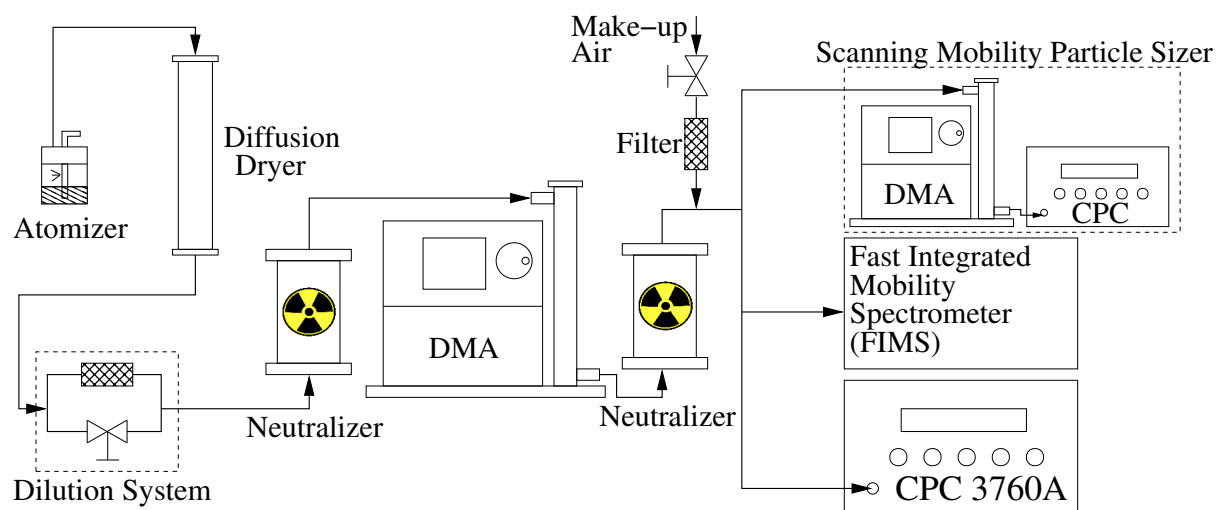 Make−up
Air
Scanning Mobility Particle Sizer
Diffusion
Dryer
Filter
DMA
CPC
Atomizer
Fast Integrated
Mobility
Spectrometer
(FIMS)
DMA
Neutralizer
Neutralizer
Dilution System
CPC 3760A